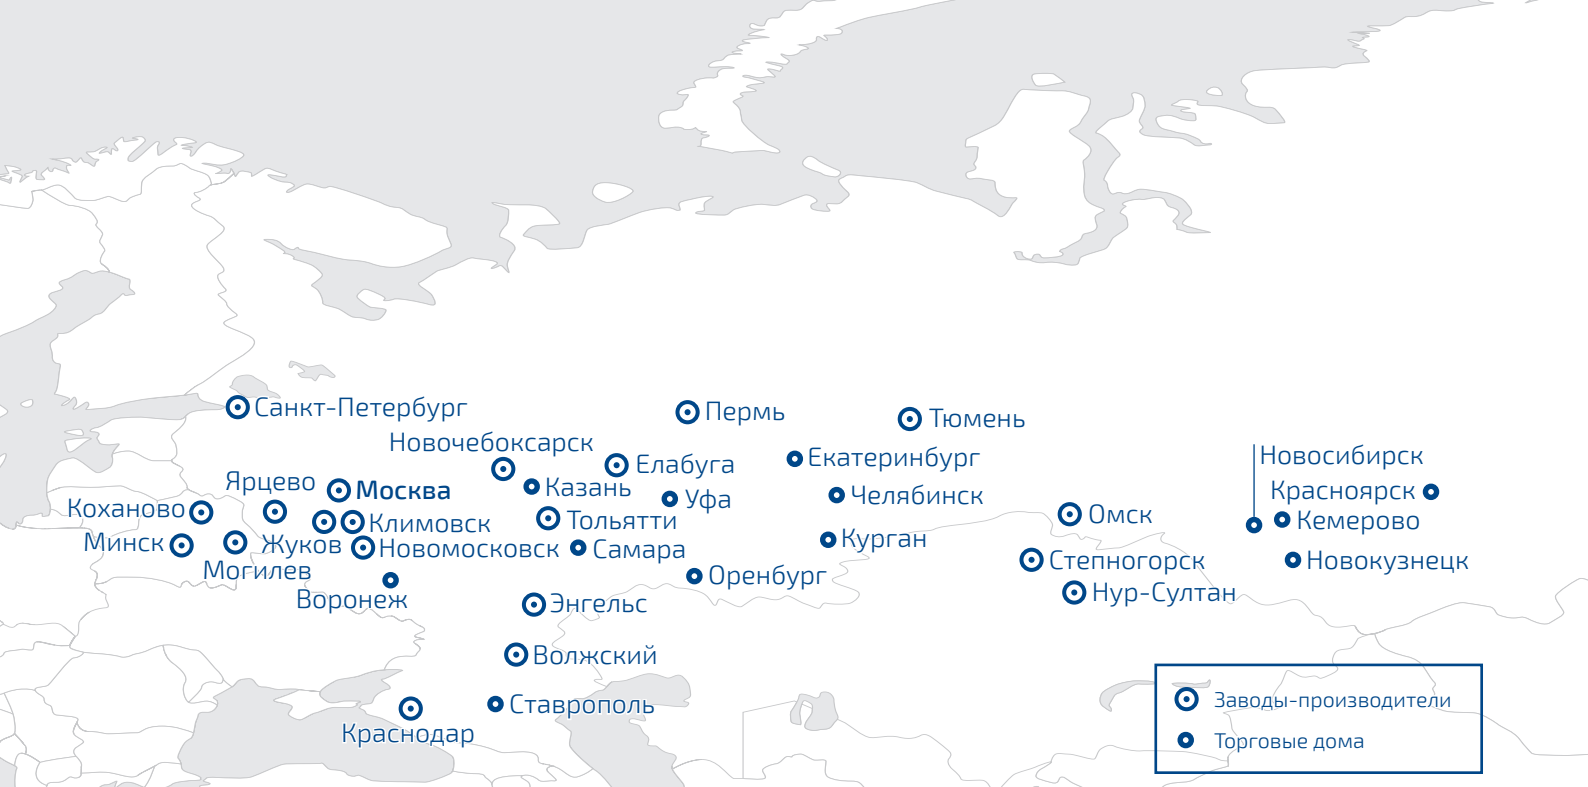 Санкт-Петербург
Пермь
Тюмень
Новочебоксарск
Елабуга
Екатеринбург
Новосибирск
Ярцево
Москва
Казань
Уфа
Челябинск
Красноярск
Коханово
Климовск
Тольятти
Омск
Кемерово
Минск
Жуков
Новомосковск
Самара
Курган
Могилев
Оренбург
Степногорск
Новокузнецк
Воронеж
Энгельс
Нур-Султан
Волжский
Ставрополь
Краснодар
Заводы-производители
Торговые дома